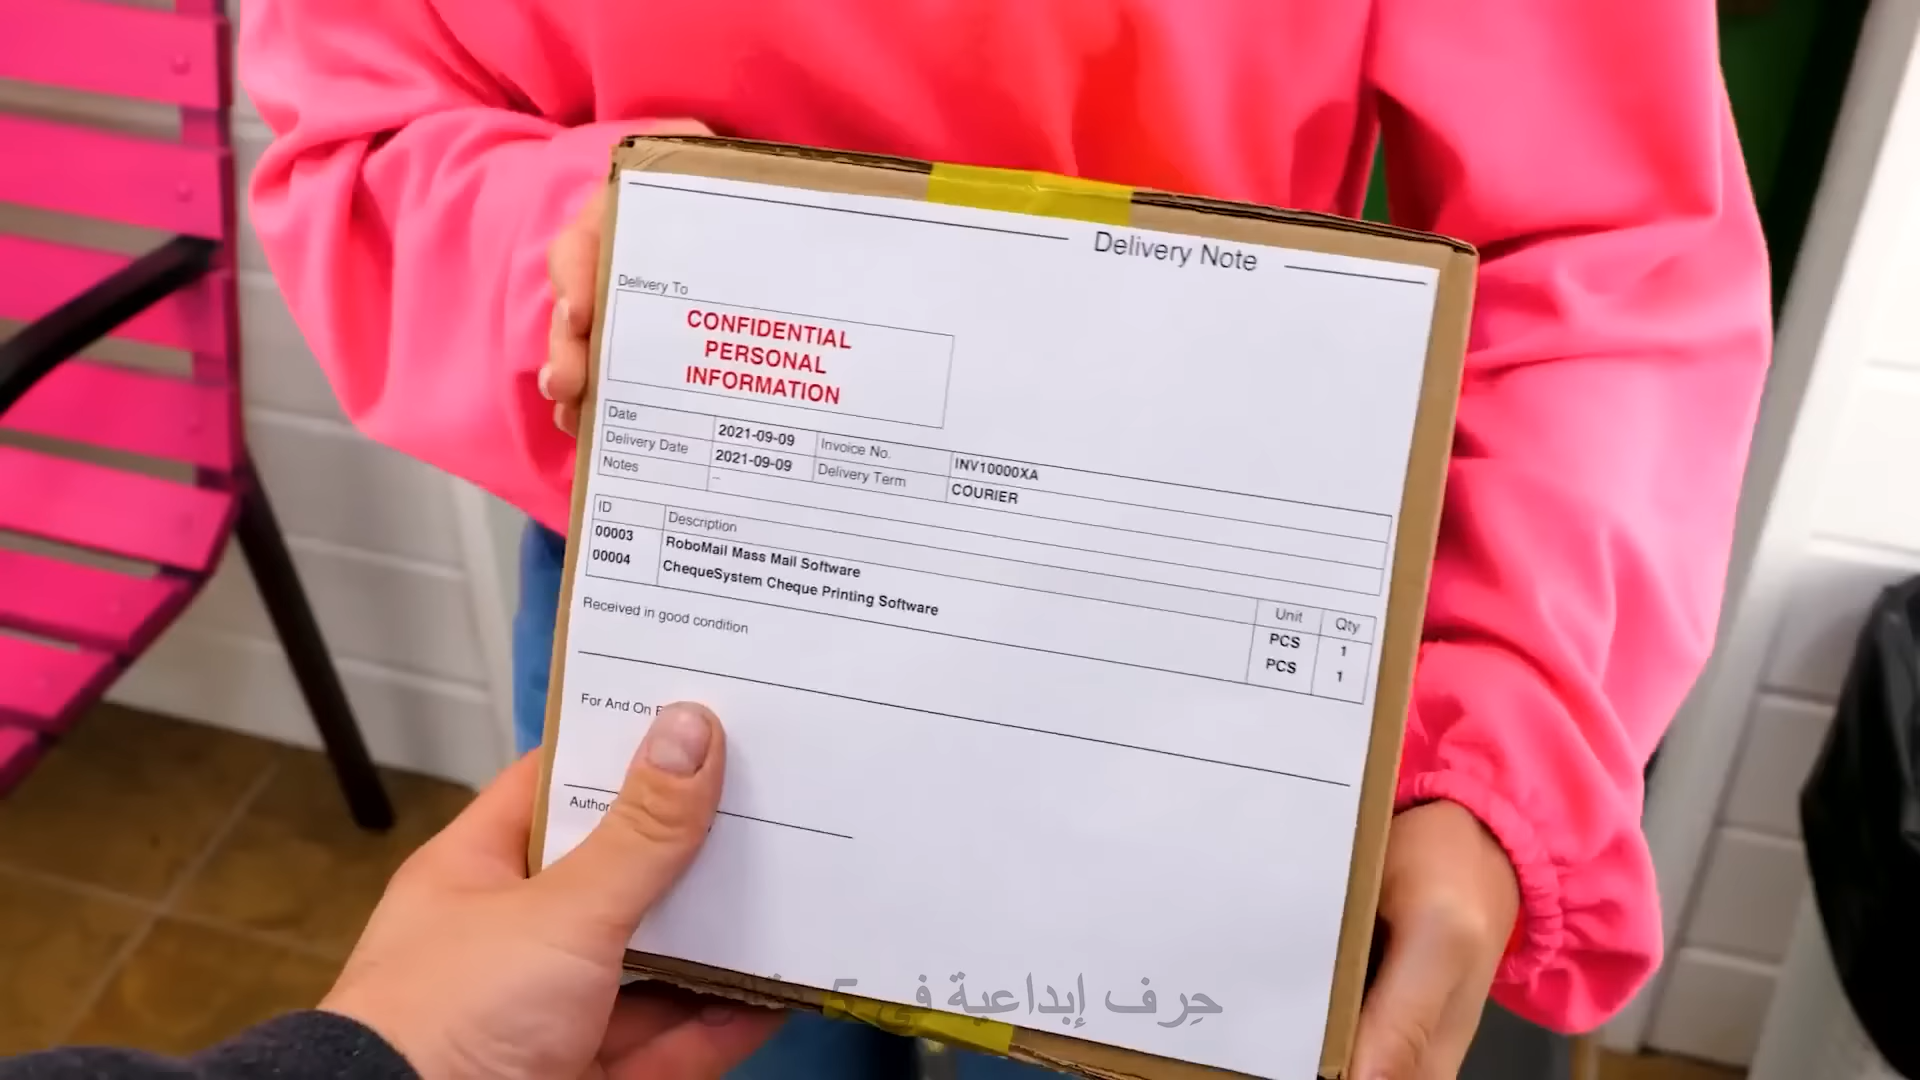 Delivery Note
Delivery To
CONFIDENTIAL
PERSONAL
INFORMATION
Date 2021-09-09 Invoice No. INV10000XA
Delivery Date 2021-09-09 Delivery Term COURIER
Notes –
ID Description Unit Qty
00003 RoboMail Mass Mail Software PCS 1
00004 ChequeSystem Cheque Printing Software PCS 1
Received in good condition
For And On
حِرف إبداعية في 5